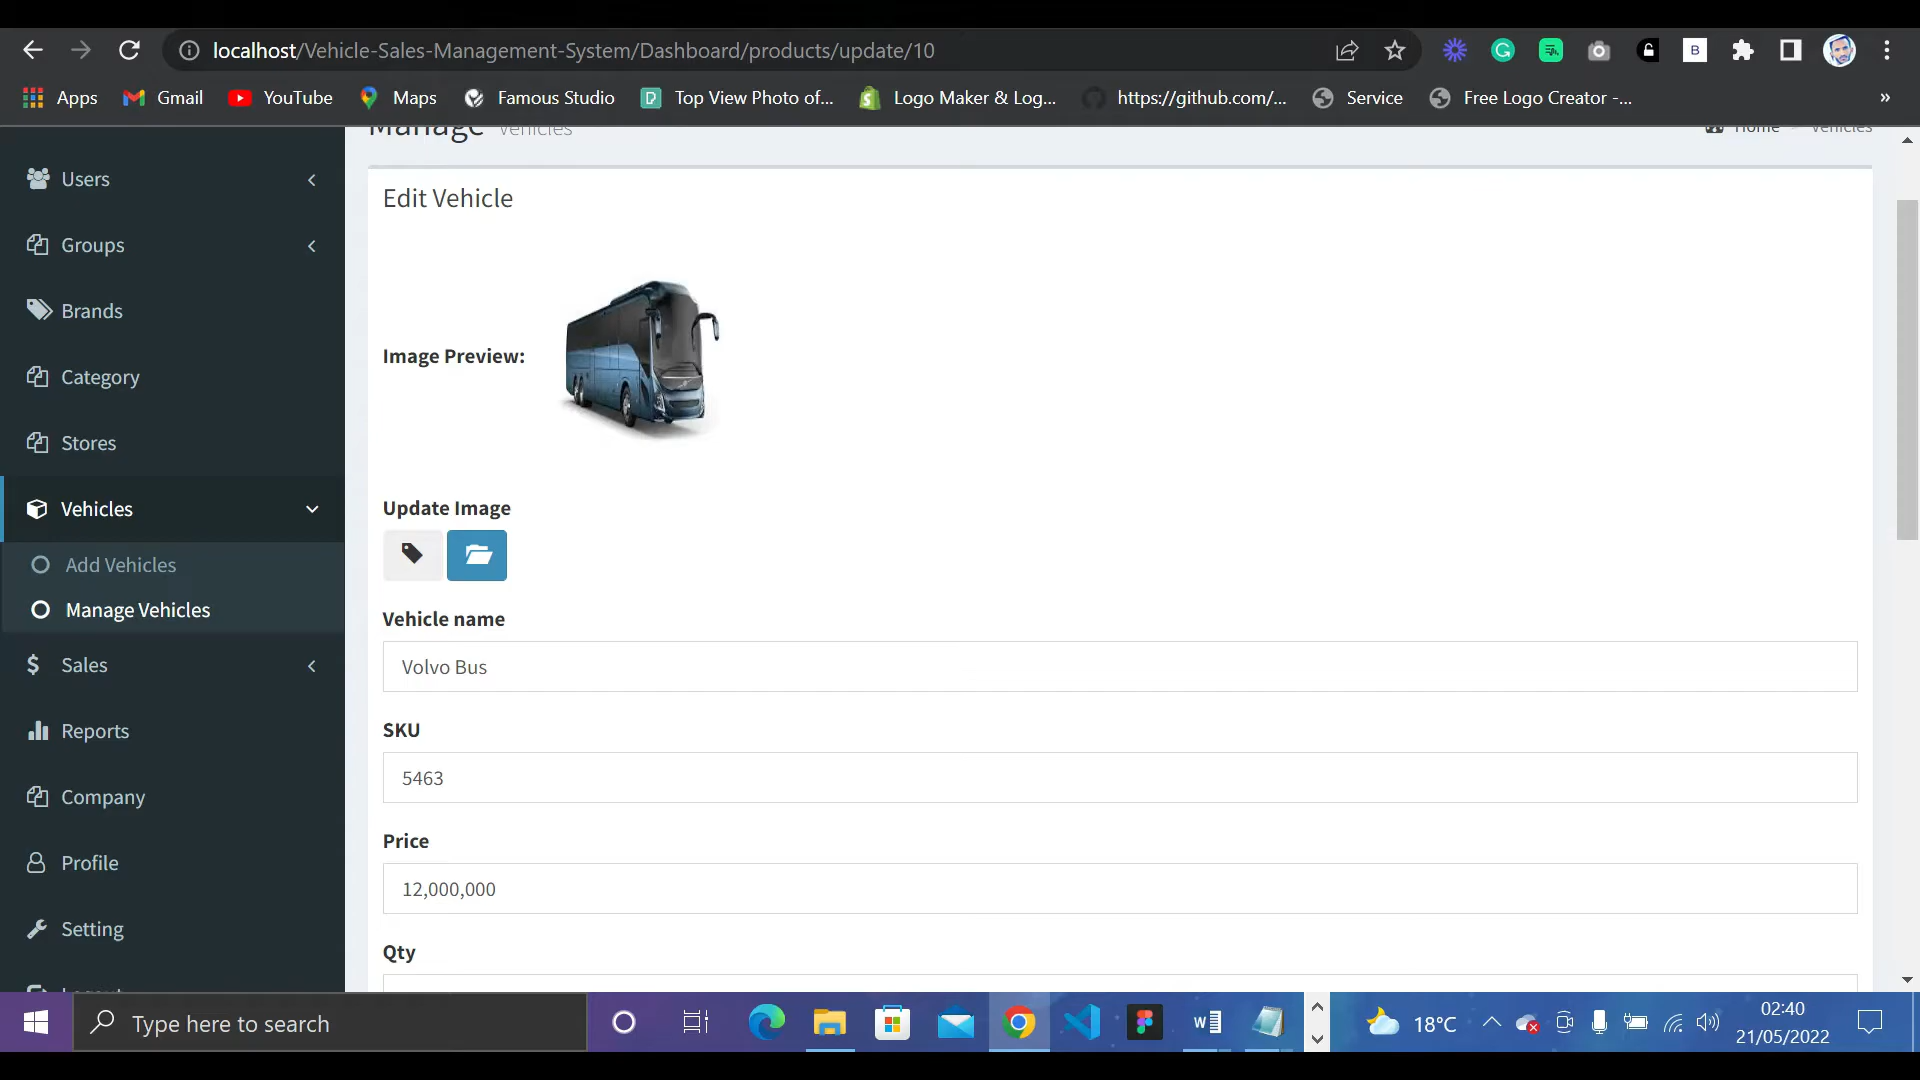 localhost/Vehicle-Sales-Management-System/Dashboard/products/update/10
Apps Gmail YouTube Maps Famous Studio Top View Photo of... Logo Maker & Log... https://github.com/... Service Free Logo Creator -... »
Manage Vehicles
Home Vehicles
Users
Groups
Brands
Category
Stores
Vehicles
Add Vehicles
Manage Vehicles
Sales
Reports
Company
Profile
Setting
Logout
Edit Vehicle
Image Preview:
Update Image
Vehicle name
Volvo Bus
SKU
5463
Price
12,000,000
Qty
Type here to search
18°C
02:40
21/05/2022